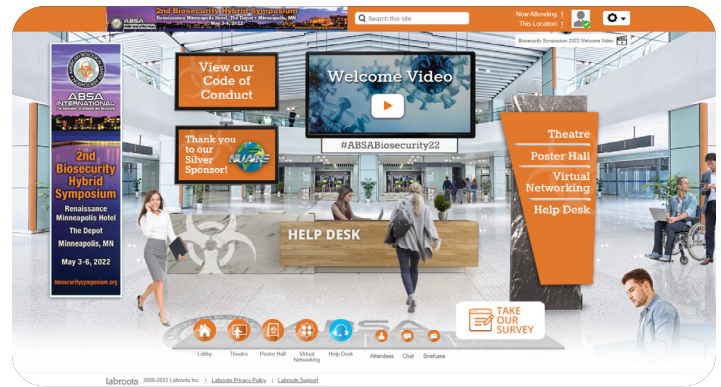 2nd Biosecurity Hybrid Symposium
Renaissance Minneapolis Hotel, The Depot • Minneapolis, MN
May 3-6, 2022
ABSA
Search this site
Now Attending: 1
This Location: 1
Biosecurity Symposium 2022 Welcome Video
ABSA
INTERNATIONAL
2nd
Biosecurity
Hybrid
Symposium
Renaissance
Minneapolis Hotel
The Depot
Minneapolis, MN
May 3-6, 2022
biosecuritysymposium.org
View our
Code of
Conduct
Thank you
to our
Silver
Sponsor!
NUAIRE
Welcome Video
#ABSABiosecurity22
Theatre
Poster Hall
Virtual
Networking
Help Desk
HELP DESK
TAKE
OUR
SURVEY
ABSA
Lobby
Theatre
Poster Hall
Virtual
Networking
Help Desk
Attendees
Chat
Briefcase
labroots 2008-2022 Labroots Inc | Labroots Privacy Policy | Labroots Support